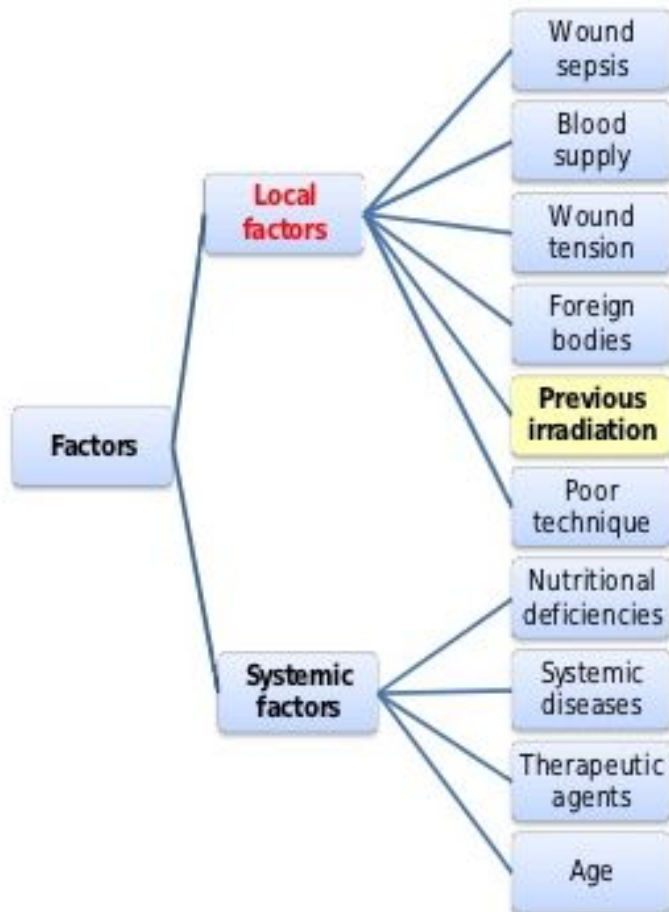 Wound
sepsis
Blood
supply
Local
factors
Wound
tension
Foreign
bodies
Previous
irradiation
Factors
Poor
technique
Nutritional
deficiencies
Systemic
factors
Systemic
diseases
Therapeutic
agents
Age